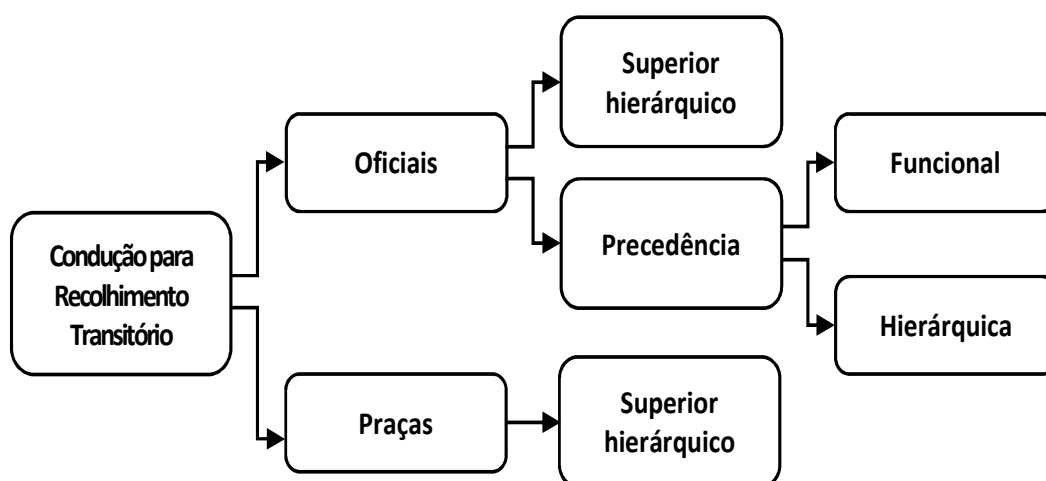 Superior
hierárquico
Oficiais
Funcional
Precedência
Condução para
Recolhimento
Transitório
Hierárquica
Praças
Superior
hierárquico